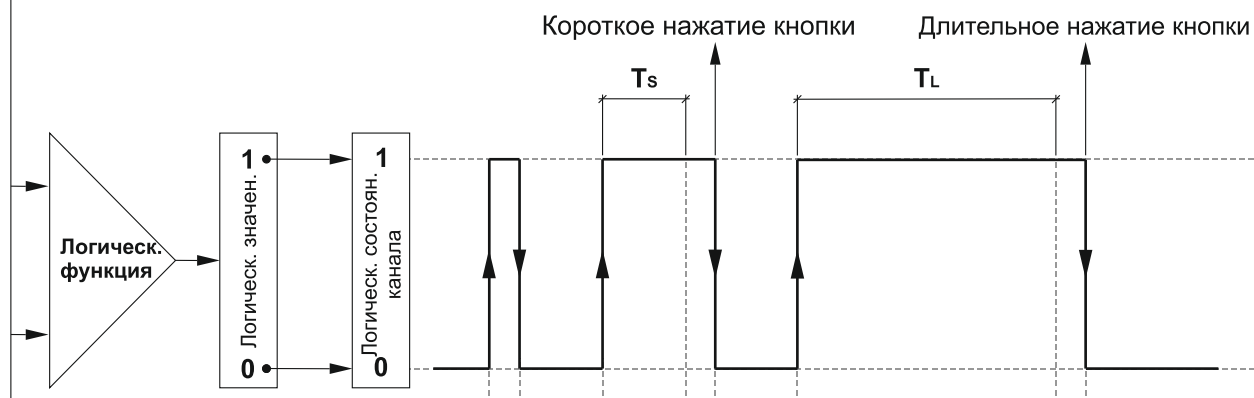 Короткое нажатие кнопки
Длительное нажатие кнопки
Ts
TL
1
Логическ. значен.
0
1
Логическ. состоян.
канала
0
Логическ.
функция